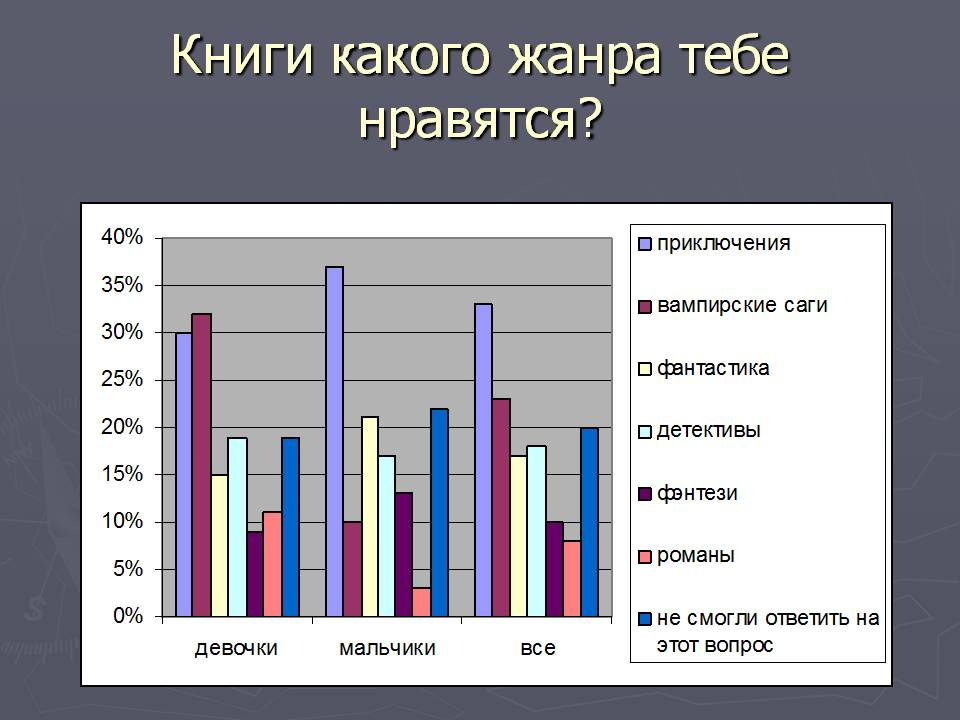 Книги какого жанра тебе
нравятся?
40%
35%
30%
25%
20%
15%
10%
5%
0%
девочки мальчики все
приключения
вампирские саги
фантастика
детективы
фэнтези
романы
не смогли ответить на
этот вопрос
NW
S